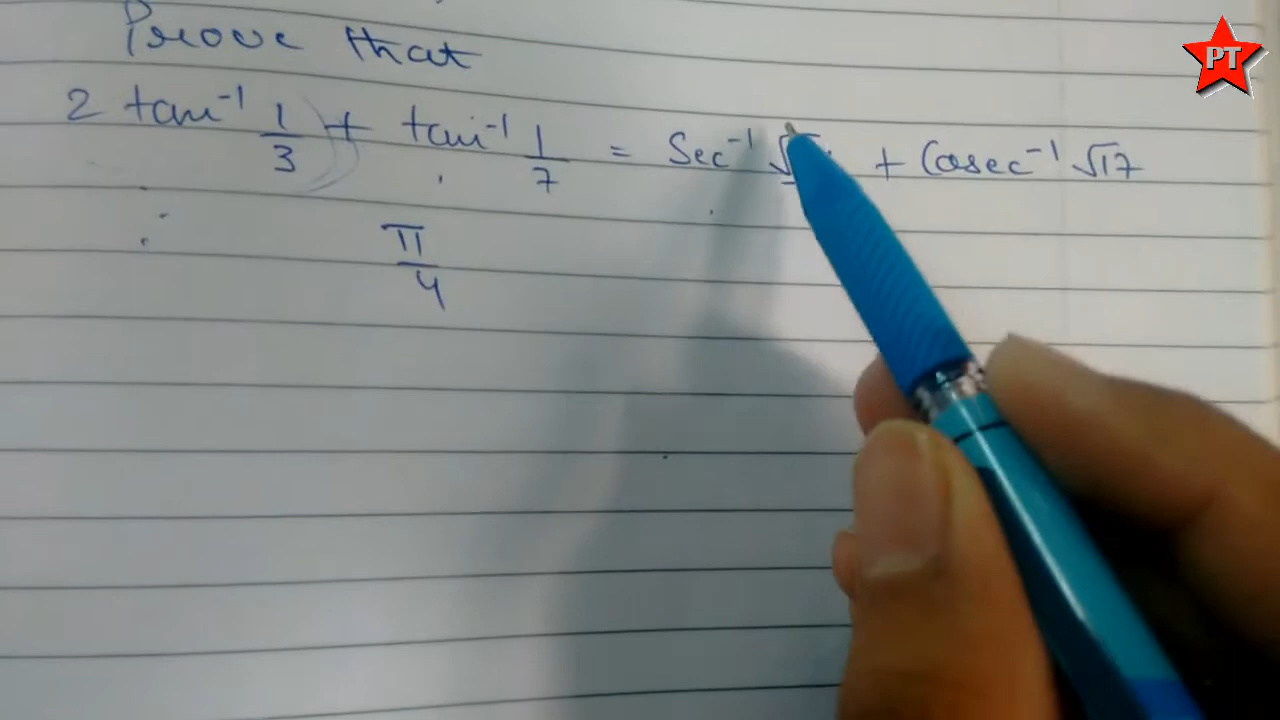 PT
Prove that
2 tan⁻¹ 1/3 + tan⁻¹ 1/7 = Sec⁻¹ √ + Cosec⁻¹ √17
π/4